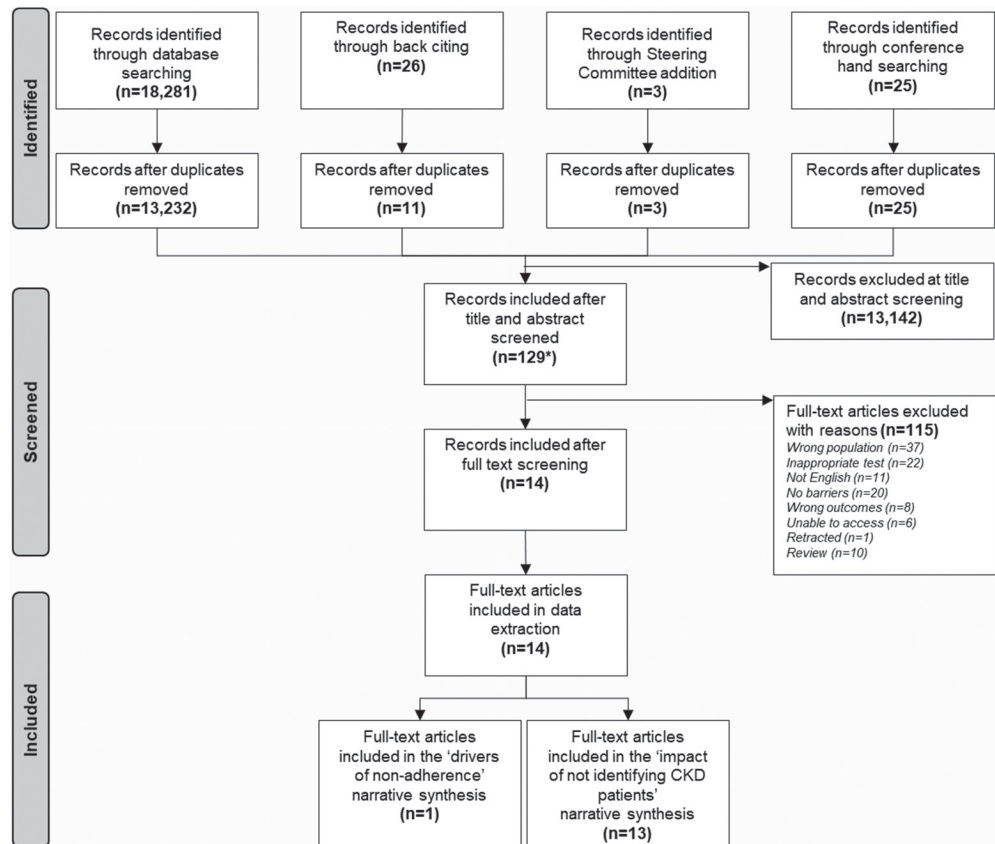 Identified
Records identified
through database
searching
(n=18,281)
Records identified
through back citing
(n=26)
Records identified
through Steering
Committee addition
(n=3)
Records identified
through conference
hand searching
(n=25)
Records after duplicates
removed
(n=13,232)
Records after duplicates
removed
(n=11)
Records after duplicates
removed
(n=3)
Records after duplicates
removed
(n=25)
Screened
Records included after
title and abstract
screened
(n=129*)
Records excluded at title
and abstract screening
(n=13,142)
Records included after
full text screening
(n=14)
Full-text articles excluded
with reasons (n=115)
Wrong population (n=37)
Inappropriate test (n=22)
Not English (n=11)
No barriers (n=20)
Wrong outcomes (n=8)
Unable to access (n=6)
Retracted (n=1)
Review (n=10)
Included
Full-text articles
included in data
extraction
(n=14)
Full-text articles
included in the ‘drivers
of non-adherence’
narrative synthesis
(n=1)
Full-text articles
included in the ‘impact
of not identifying CKD
patients’
narrative synthesis
(n=13)